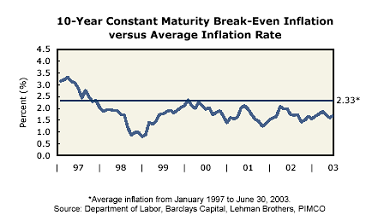 10-Year Constant Maturity Break-Even Inflation
versus Average Inflation Rate
4.5
4.0
3.5
3.0
2.5
2.0
1.5
1.0
0.5
0.0
Percent (%)
2.33*
97 98 99 00 01 02 03
*Average inflation from January 1997 to June 30, 2003.
Source: Department of Labor, Barclays Capital, Lehman Brothers, PIMCO